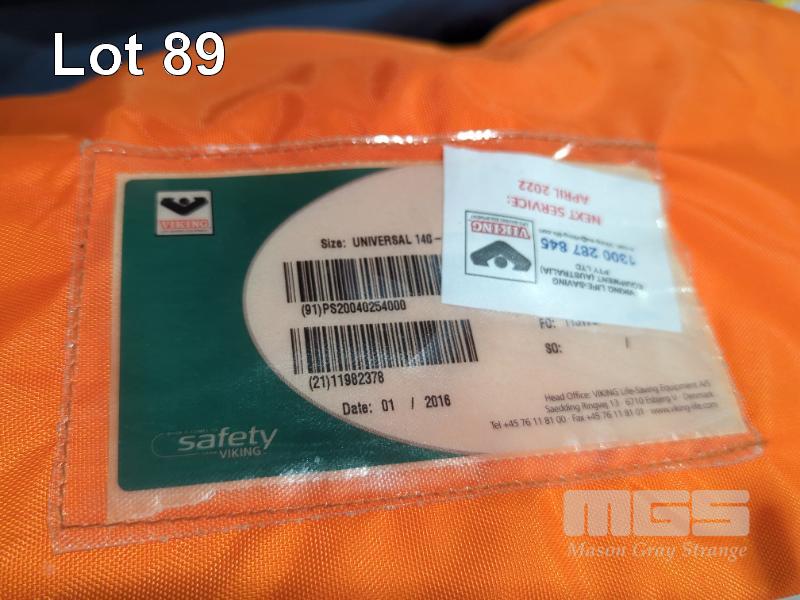 Lot 89
VIKING
Size: UNIVERSAL 140-
(91)PS20040254000
(21)11982378
Date: 01 / 2016
safety
VIKING
SO: /
Head Office: VIKING Life-Saving Equipment A/S
Saedding Ringvej 13 · 6710 Esbjerg V · Denmark
Tel +45 76 11 81 00 · Fax +45 76 11 81 01 · www.viking-life.com
VIKING LIFE-SAVING
EQUIPMENT (AUSTRALIA)
PTY LTD
1300 287 845
VIKING
NEXT SERVICE:
APRIL 2022
MGS
Mason Gray Strange